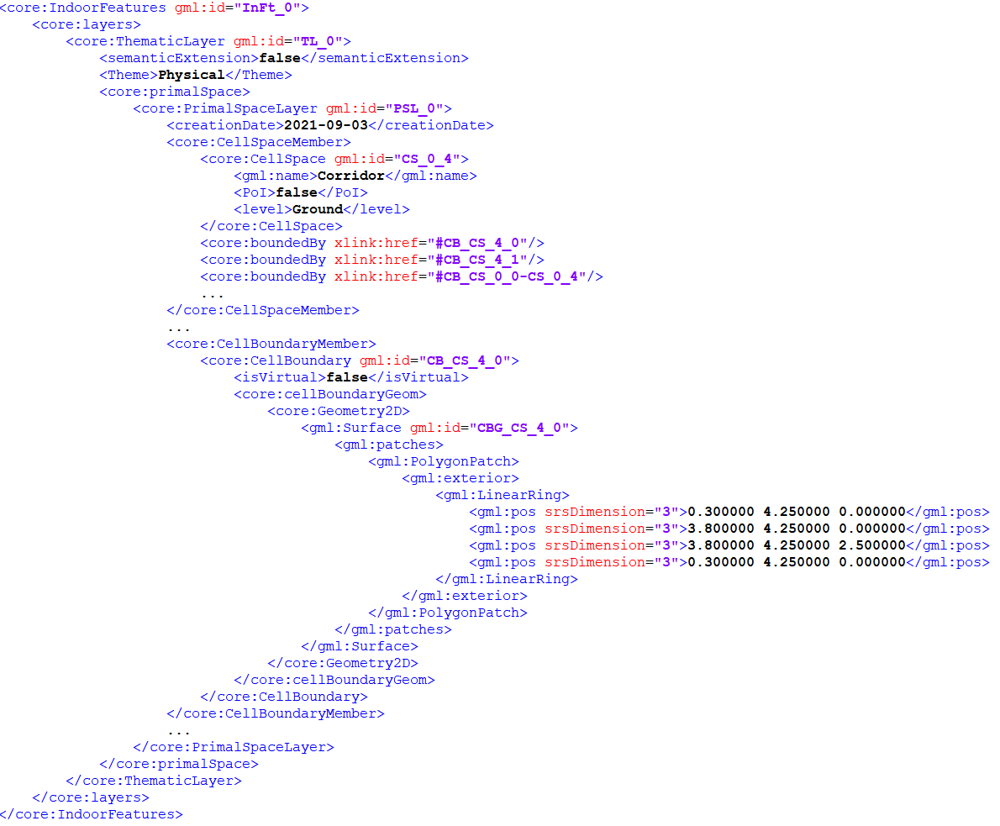 <core:IndoorFeatures gml:id="InFt_0">
    <core:layers>
        <core:ThematicLayer gml:id="TL_0">
            <semanticExtension>false</semanticExtension>
            <Theme>Physical</Theme>
            <core:primalSpace>
                <core:PrimalSpaceLayer gml:id="PSL_0">
                    <creationDate>2021-09-03</creationDate>
                    <core:CellSpaceMember>
                        <core:CellSpace gml:id="CS_0_4">
                            <gml:name>Corridor</gml:name>
                            <PoI>false</PoI>
                            <level>Ground</level>
                        </core:CellSpace>
                        <core:boundedBy xlink:href="#CB_CS_4_0"/>
                        <core:boundedBy xlink:href="#CB_CS_4_1"/>
                        <core:boundedBy xlink:href="#CB_CS_0_0-CS_0_4"/>
                        ...
                    </core:CellSpaceMember>
                    ...
                    <core:CellBoundaryMember>
                        <core:CellBoundary gml:id="CB_CS_4_0">
                            <isVirtual>false</isVirtual>
                            <core:cellBoundaryGeom>
                                <core:Geometry2D>
                                    <gml:Surface gml:id="CBG_CS_4_0">
                                        <gml:patches>
                                            <gml:PolygonPatch>
                                                <gml:exterior>
                                                    <gml:LinearRing>
                                                        <gml:pos srsDimension="3">0.300000 4.250000 0.000000</gml:pos>
                                                        <gml:pos srsDimension="3">3.800000 4.250000 0.000000</gml:pos>
                                                        <gml:pos srsDimension="3">3.800000 4.250000 2.500000</gml:pos>
                                                        <gml:pos srsDimension="3">0.300000 4.250000 0.000000</gml:pos>
                                                    </gml:LinearRing>
                                                </gml:exterior>
                                            </gml:PolygonPatch>
                                        </gml:patches>
                                    </gml:Surface>
                                </core:Geometry2D>
                            </core:cellBoundaryGeom>
                        </core:CellBoundary>
                    </core:CellBoundaryMember>
                    ...
                </core:PrimalSpaceLayer>
            </core:primalSpace>
        </core:ThematicLayer>
    </core:layers>
</core:IndoorFeatures>